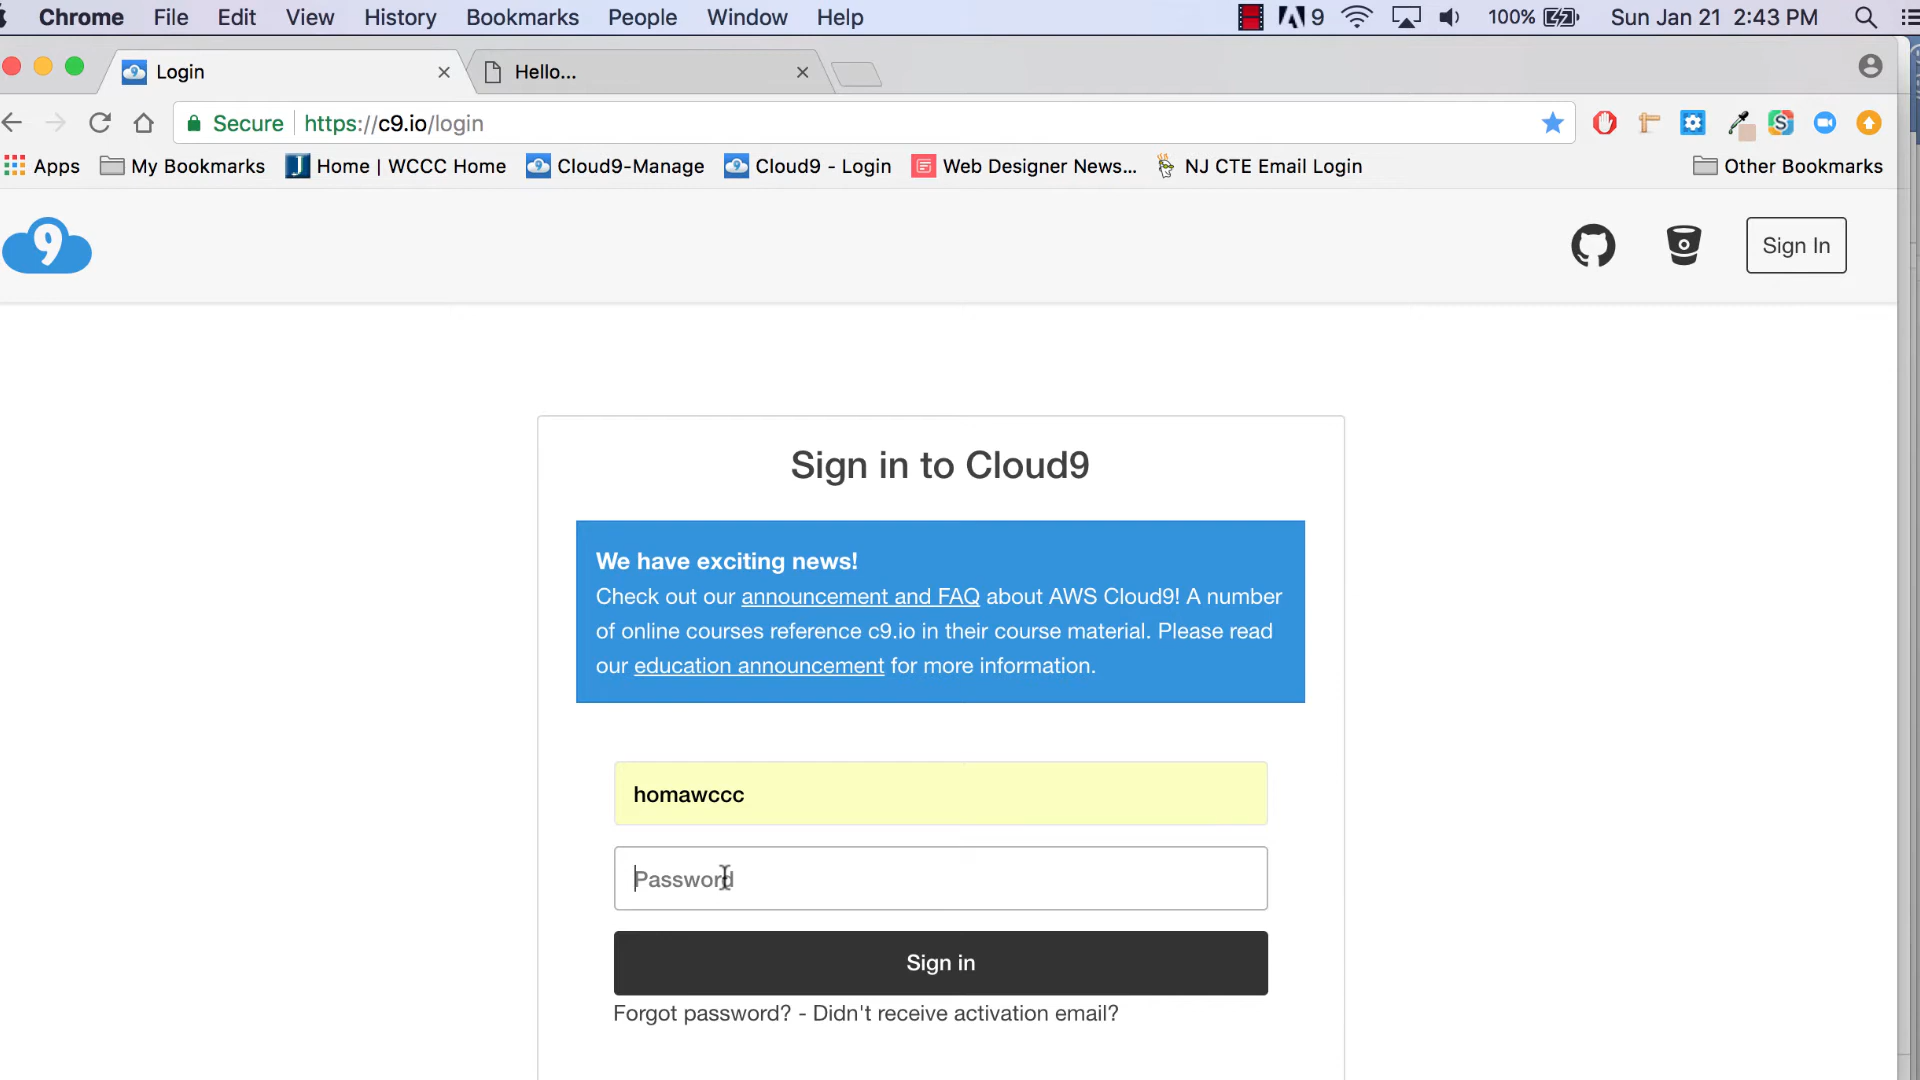 Chrome File Edit View History Bookmarks People Window Help 9 100% Sun Jan 21 2:43 PM
Login Hello...
Secure https://c9.io/login
Apps My Bookmarks Home | WCCC Home Cloud9-Manage Cloud9 - Login Web Designer News... NJ CTE Email Login Other Bookmarks
9 Sign In
Sign in to Cloud9
We have exciting news!
Check out our announcement and FAQ about AWS Cloud9! A number
of online courses reference c9.io in their course material. Please read
our education announcement for more information.
homawccc
Password
Sign in
Forgot password? - Didn't receive activation email?